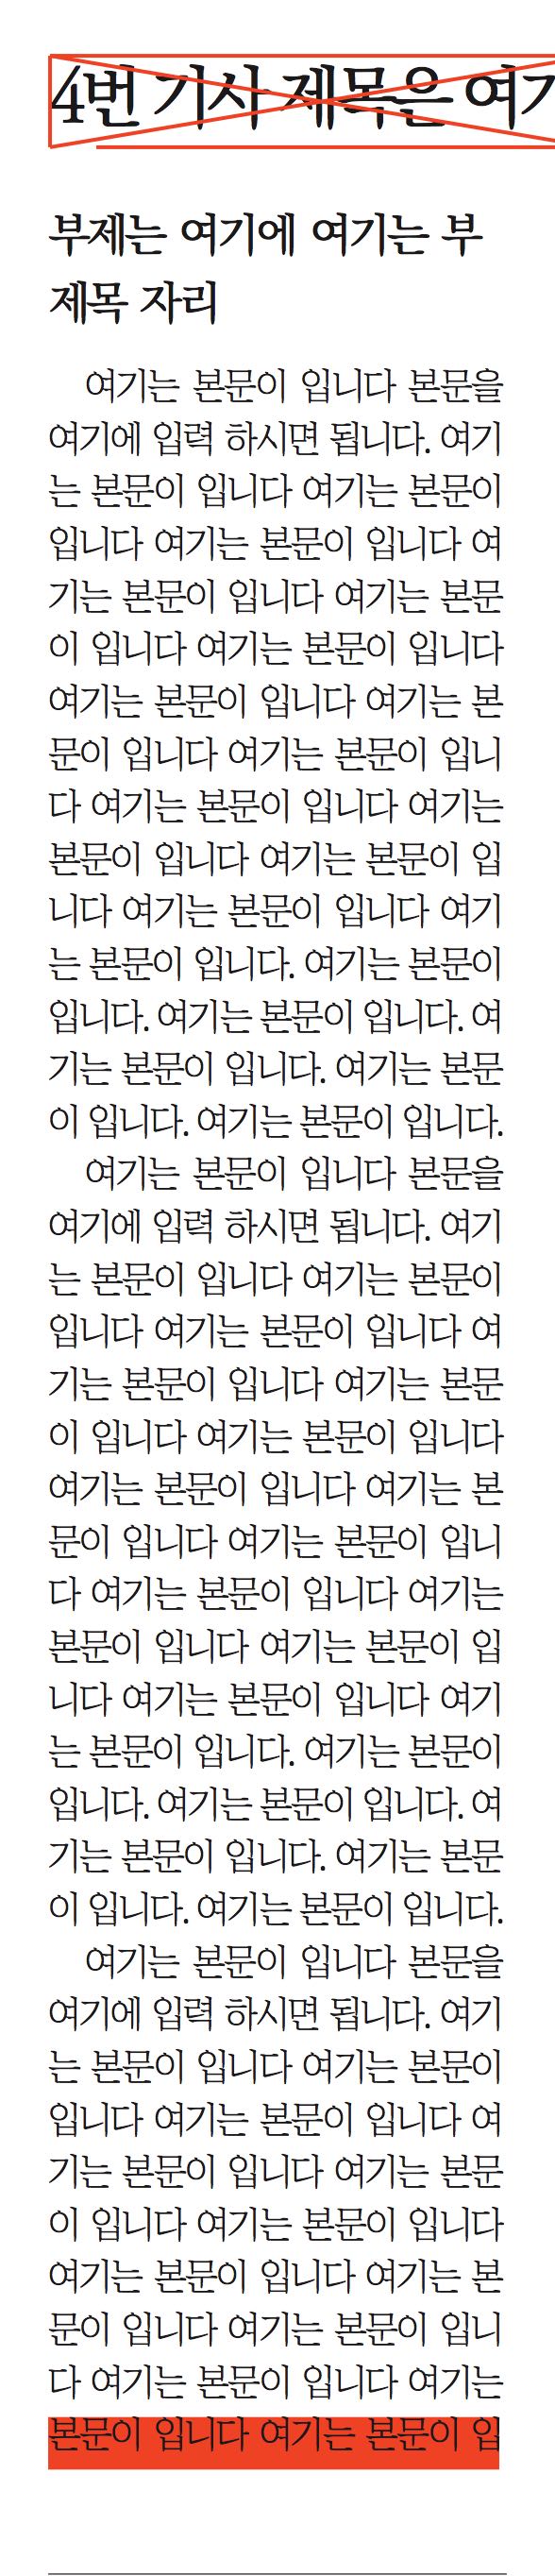 4번 기사 제목은 여기
부제는 여기에 여기는 부
제목 자리
여기는 본문이 입니다 본문을
여기에 입력 하시면 됩니다. 여기
는 본문이 입니다 여기는 본문이
입니다 여기는 본문이 입니다 여
기는 본문이 입니다 여기는 본문
이 입니다 여기는 본문이 입니다
여기는 본문이 입니다 여기는 본
문이 입니다 여기는 본문이 입니
다 여기는 본문이 입니다 여기는
본문이 입니다 여기는 본문이 입
니다 여기는 본문이 입니다 여기
는 본문이 입니다. 여기는 본문이
입니다. 여기는 본문이 입니다. 여
기는 본문이 입니다. 여기는 본문
이 입니다. 여기는 본문이 입니다.
여기는 본문이 입니다 본문을
여기에 입력 하시면 됩니다. 여기
는 본문이 입니다 여기는 본문이
입니다 여기는 본문이 입니다 여
기는 본문이 입니다 여기는 본문
이 입니다 여기는 본문이 입니다
여기는 본문이 입니다 여기는 본
문이 입니다 여기는 본문이 입니
다 여기는 본문이 입니다 여기는
본문이 입니다 여기는 본문이 입
니다 여기는 본문이 입니다 여기
는 본문이 입니다. 여기는 본문이
입니다. 여기는 본문이 입니다. 여
기는 본문이 입니다. 여기는 본문
이 입니다. 여기는 본문이 입니다.
여기는 본문이 입니다 본문을
여기에 입력 하시면 됩니다. 여기
는 본문이 입니다 여기는 본문이
입니다 여기는 본문이 입니다 여
기는 본문이 입니다 여기는 본문
이 입니다 여기는 본문이 입니다
여기는 본문이 입니다 여기는 본
문이 입니다 여기는 본문이 입니
다 여기는 본문이 입니다 여기는
본문이 입니다 여기는 본문이 입